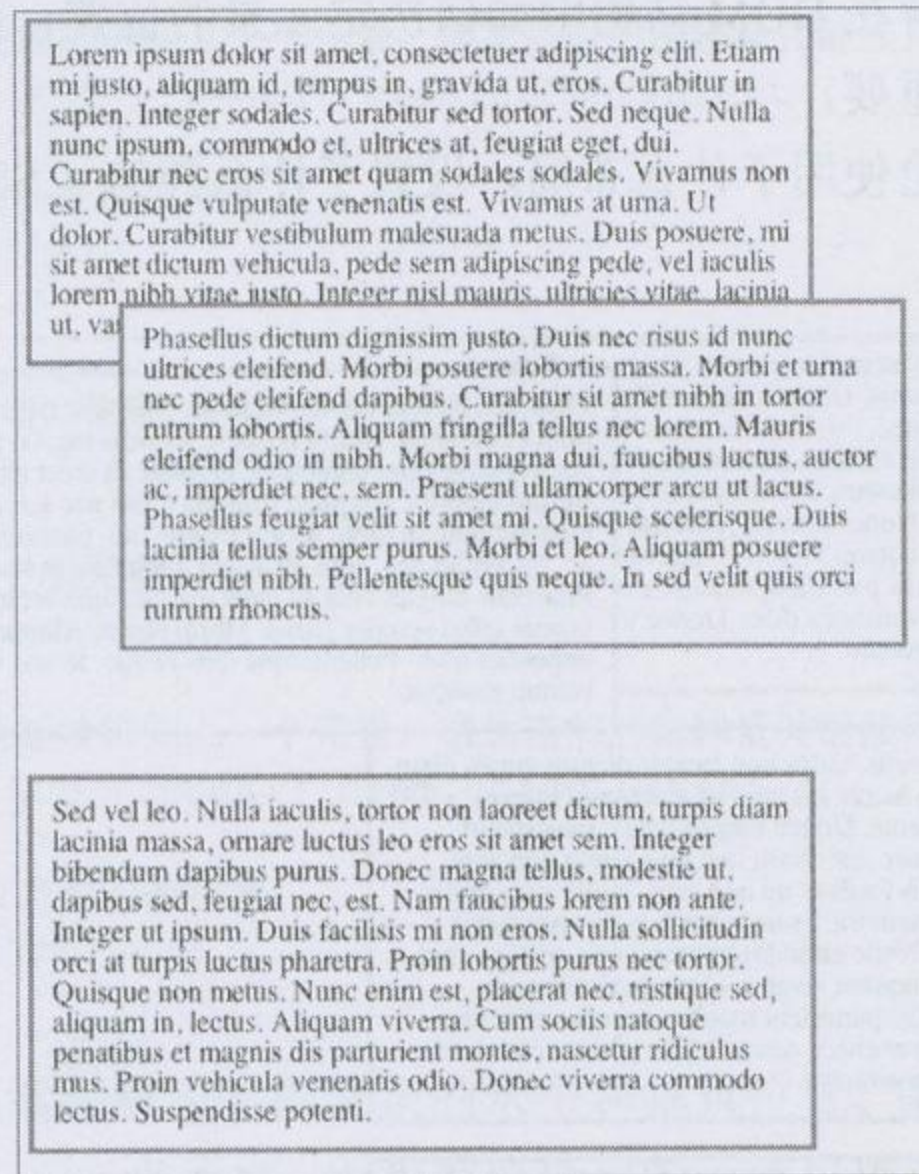 Lorem ipsum dolor sit amet, consectetuer adipiscing elit. Etiam
mi justo, aliquam id, tempus in, gravida ut, eros. Curabitur in
sapien. Integer sodales. Curabitur sed tortor. Sed neque. Nulla
nunc ipsum, commodo et, ultrices at, feugiat eget, dui.
Curabitur nec eros sit amet quam sodales sodales. Vivamus non
est. Quisque vulputate venenatis est. Vivamus at urna. Ut
dolor. Curabitur vestibulum malesuada metus. Duis posuere, mi
sit amet dictum vehicula, pede sem adipiscing pede, vel iaculis
lorem nibh vitae justo. Integer nisl mauris, ultricies vitae, lacinia
ut,
Phasellus dictum dignissim justo. Duis nec risus id nunc
ultrices eleifend. Morbi posuere lobortis massa. Morbi et urna
nec pede eleifend dapibus. Curabitur sit amet nibh in tortor
rutrum lobortis. Aliquam fringilla tellus nec lorem. Mauris
eleifend odio in nibh. Morbi magna dui, faucibus luctus, auctor
ac, imperdiet nec, sem. Praesent ullamcorper arcu ut lacus.
Phasellus feugiat velit sit amet mi. Quisque scelerisque. Duis
lacinia tellus semper purus. Morbi et leo. Aliquam posuere
imperdiet nibh. Pellentesque quis neque. In sed velit quis orci
rutrum rhoncus.
Sed vel leo. Nulla iaculis, tortor non laoreet dictum, turpis diam
lacinia massa, ornare luctus leo eros sit amet sem. Integer
bibendum dapibus purus. Donec magna tellus, molestie ut,
dapibus sed, feugiat nec, est. Nam faucibus lorem non ante.
Integer ut ipsum. Duis facilisis mi non eros. Nulla sollicitudin
orci at turpis luctus pharetra. Proin lobortis purus nec tortor.
Quisque non metus. Nunc enim est, placerat nec, tristique sed,
aliquam in, lectus. Aliquam viverra. Cum sociis natoque
penatibus et magnis dis parturient montes, nascetur ridiculus
mus. Proin vehicula venenatis odio. Donec viverra commodo
lectus. Suspendisse potenti.